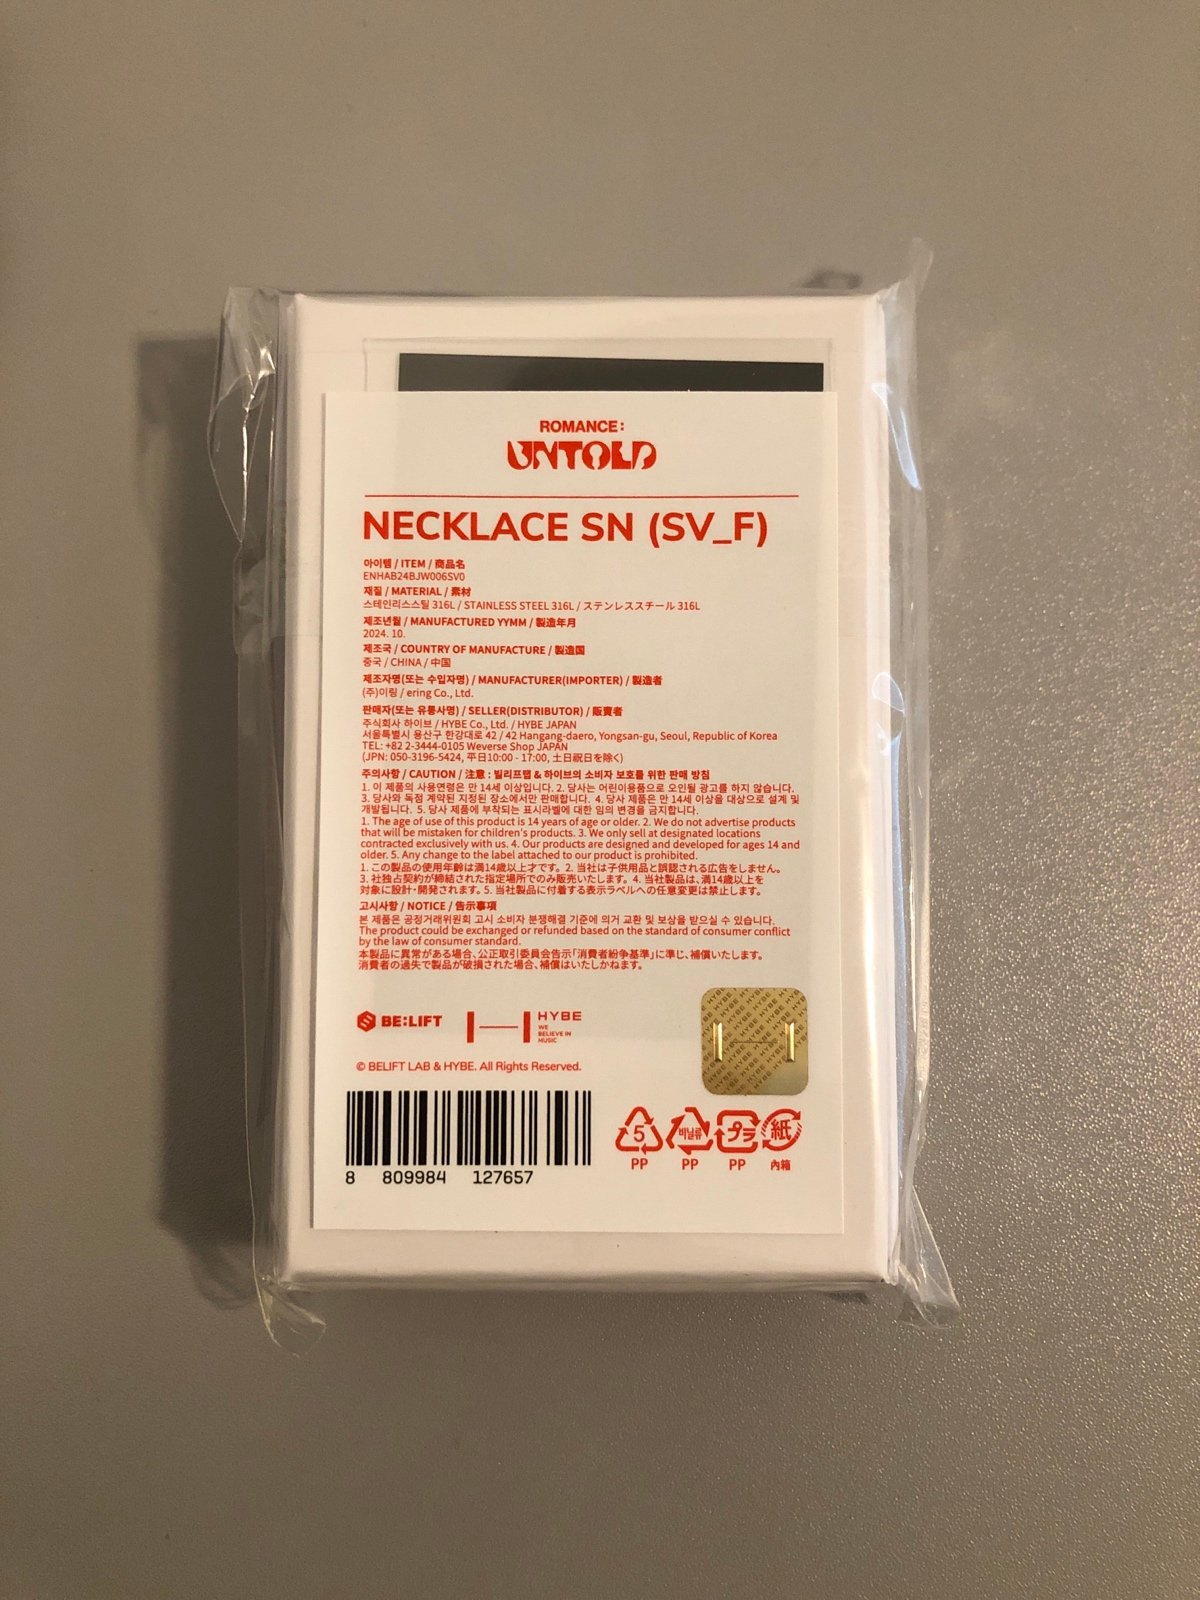 ROMANCE:
UNTOLD
NECKLACE SN (SV_F)
아이템 / ITEM / 商品名
ENHAB24BJW006SV0
재질 / MATERIAL / 素材
스테인리스스틸 316L / STAINLESS STEEL 316L / ステンレススチール 316L
제조년월 / MANUFACTURED YYMM / 製造年月
2024. 10.
제조국 / COUNTRY OF MANUFACTURE / 製造国
중국 / CHINA / 中国
제조자명(또는 수입자명) / MANUFACTURER(IMPORTER) / 製造者
(주)이링 / ering Co., Ltd.
판매자(또는 유통사명) / SELLER(DISTRIBUTOR) / 販賣者
주식회사 하이브 / HYBE Co., Ltd. / HYBE JAPAN
서울특별시 용산구 한강대로 42 / 42 Hangang-daero, Yongsan-gu, Seoul, Republic of Korea
TEL: +82 2-3444-0105 Weverse Shop JAPAN
(JPN: 050-3196-5424, 平日10:00 - 17:00, 土日祝日を除く)
주의사항 / CAUTION / 注意 : 빌리프랩 & 하이브의 소비자 보호를 위한 판매 방침
1. 이 제품의 사용연령은 만 14세 이상입니다. 2. 당사는 어린이용품으로 오인될 광고를 하지 않습니다.
3. 당사와 독점 계약된 지정된 장소에서만 판매합니다. 4. 당사 제품은 만 14세 이상을 대상으로 설계 및
개발됩니다. 5. 당사 제품에 부착되는 표시라벨에 대한 임의 변경을 금지합니다.
1. The age of use of this product is 14 years of age or older. 2. We do not advertise products
that will be mistaken for children's products. 3. We only sell at designated locations
contracted exclusively with us. 4. Our products are designed and developed for ages 14 and
older. 5. Any change to the label attached to our product is prohibited.
1. この製品の使用年齢は満14歳以上才です。 2. 当社は子供用品と誤認される広告をしません。
3. 社独占契約が締結された指定場所でのみ販売いたします。 4. 当社製品は、満14歳以上を
対象に設計・開発されます。 5. 当社製品に付着する表示ラベルへの任意変更は禁止します。
고시사항 / NOTICE / 告示事項
본 제품은 공정거래위원회 고시 소비자 분쟁해결 기준에 의거 교환 및 보상을 받으실 수 있습니다.
The product could be exchanged or refunded based on the standard of consumer conflict
by the law of consumer standard.
本製品に異常がある場合、公正取引委員会告示「消費者紛争基準」に準じ、補償いたします。
消費者の過失で製品が破損された場合、補償はいたしかねます。
BE:LIFT HYBE
WE
BELIEVE IN
MUSIC
© BELIFT LAB & HYBE. All Rights Reserved.
HYBE
5 비닐류 プラ 紙
PP PP PP 内箱
8 809984 127657